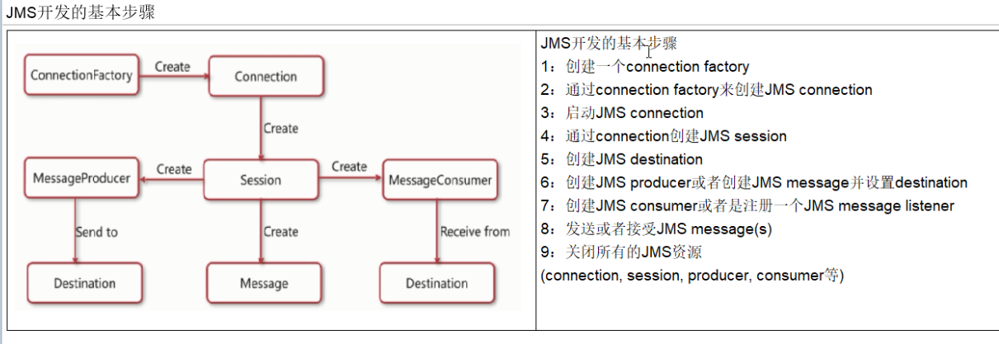 JMS开发的基本步骤
ConnectionFactory
Create
Connection
Create
MessageProducer
Create
Session
Create
MessageConsumer
Send to
Create
Receive from
Destination
Message
Destination
JMS开发的基本步骤
1：创建一个connection factory
2：通过connection factory来创建JMS connection
3：启动JMS connection
4：通过connection创建JMS session
5：创建JMS destination
6：创建JMS producer或者创建JMS message并设置destination
7：创建JMS consumer或者是注册一个JMS message listener
8：发送或者接受JMS message(s)
9：关闭所有的JMS资源
(connection, session, producer, consumer等)